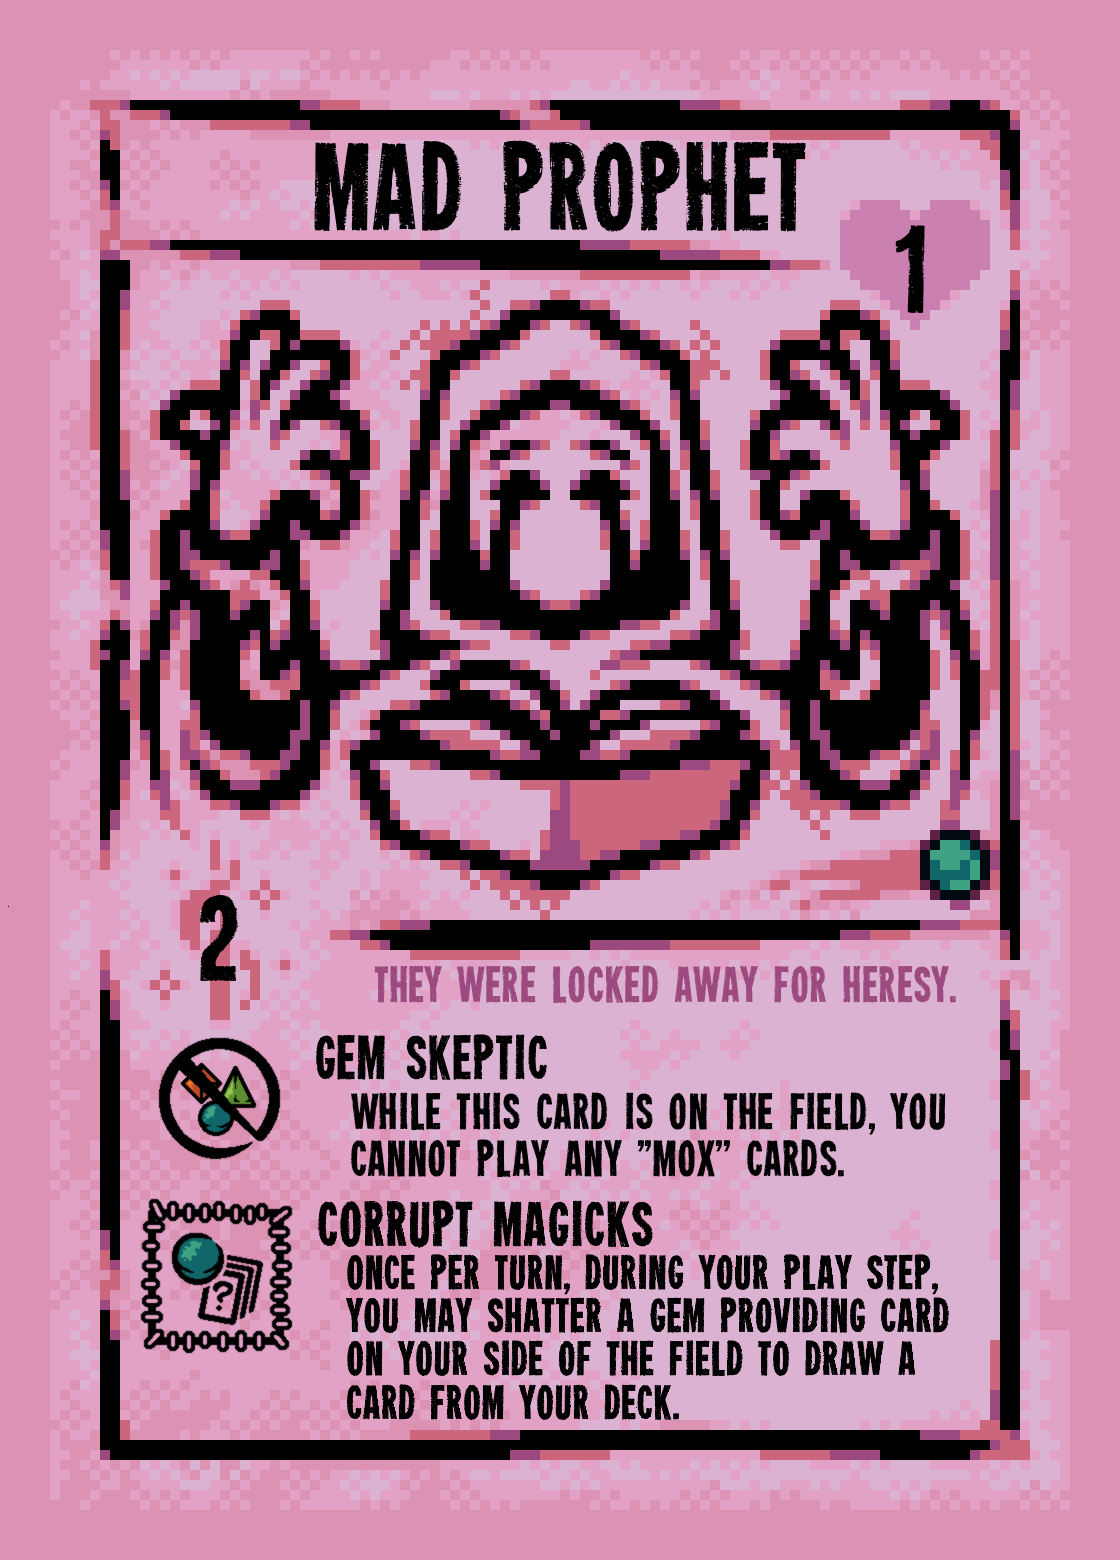 MAD PROPHET
1
2
THEY WERE LOCKED AWAY FOR HERESY.
GEM SKEPTIC
WHILE THIS CARD IS ON THE FIELD, YOU
CANNOT PLAY ANY "MOX" CARDS.
CORRUPT MAGICKS
?
ONCE PER TURN, DURING YOUR PLAY STEP,
YOU MAY SHATTER A GEM PROVIDING CARD
ON YOUR SIDE OF THE FIELD TO DRAW A
CARD FROM YOUR DECK.